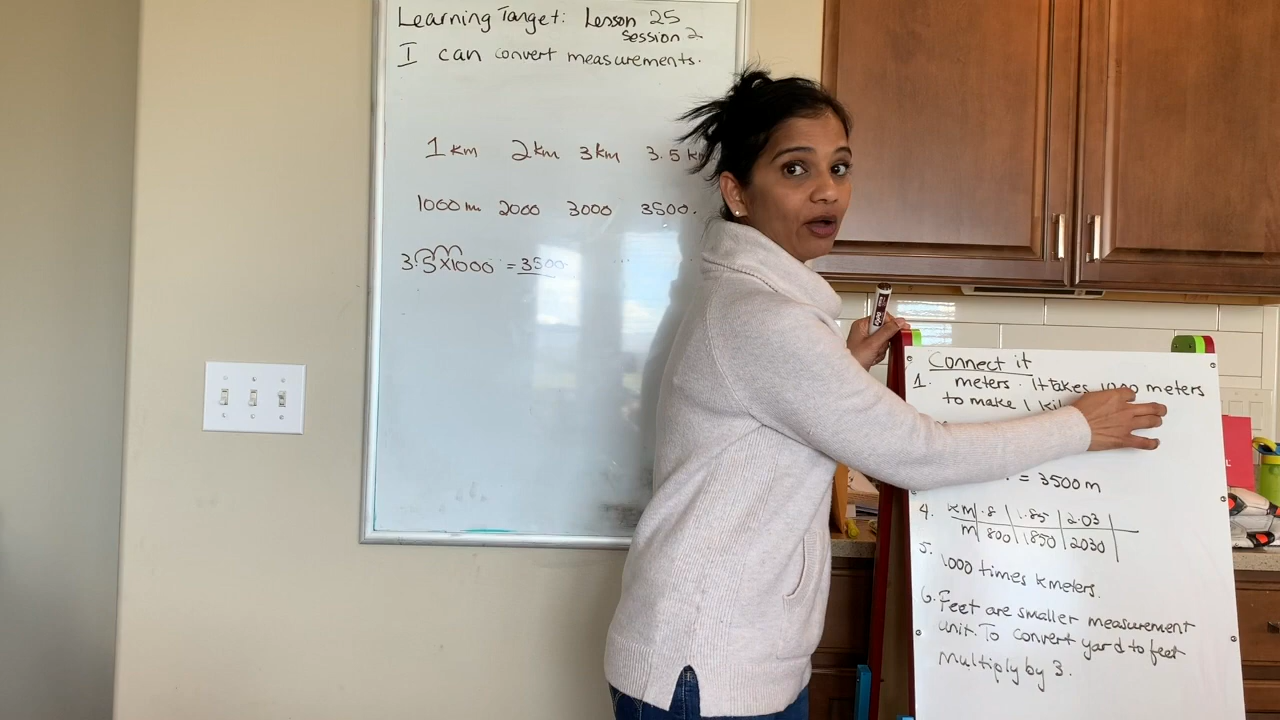 Learning Target: Lesson 25
Session 2
I can convert measurements.
1 km 2 km 3 km 3.5 km
1000 m 2000 3000 3500.
3.5x1000 = 3500
Connect it
1. meters. It takes 1000 meters
to make 1
= 3500 m
4. km .8 1.85 2.03
m 800 1850 2030
5. 1000 times kmeters.
6. Feet are smaller measurement
unit. To convert yard to feet
multiply by 3.